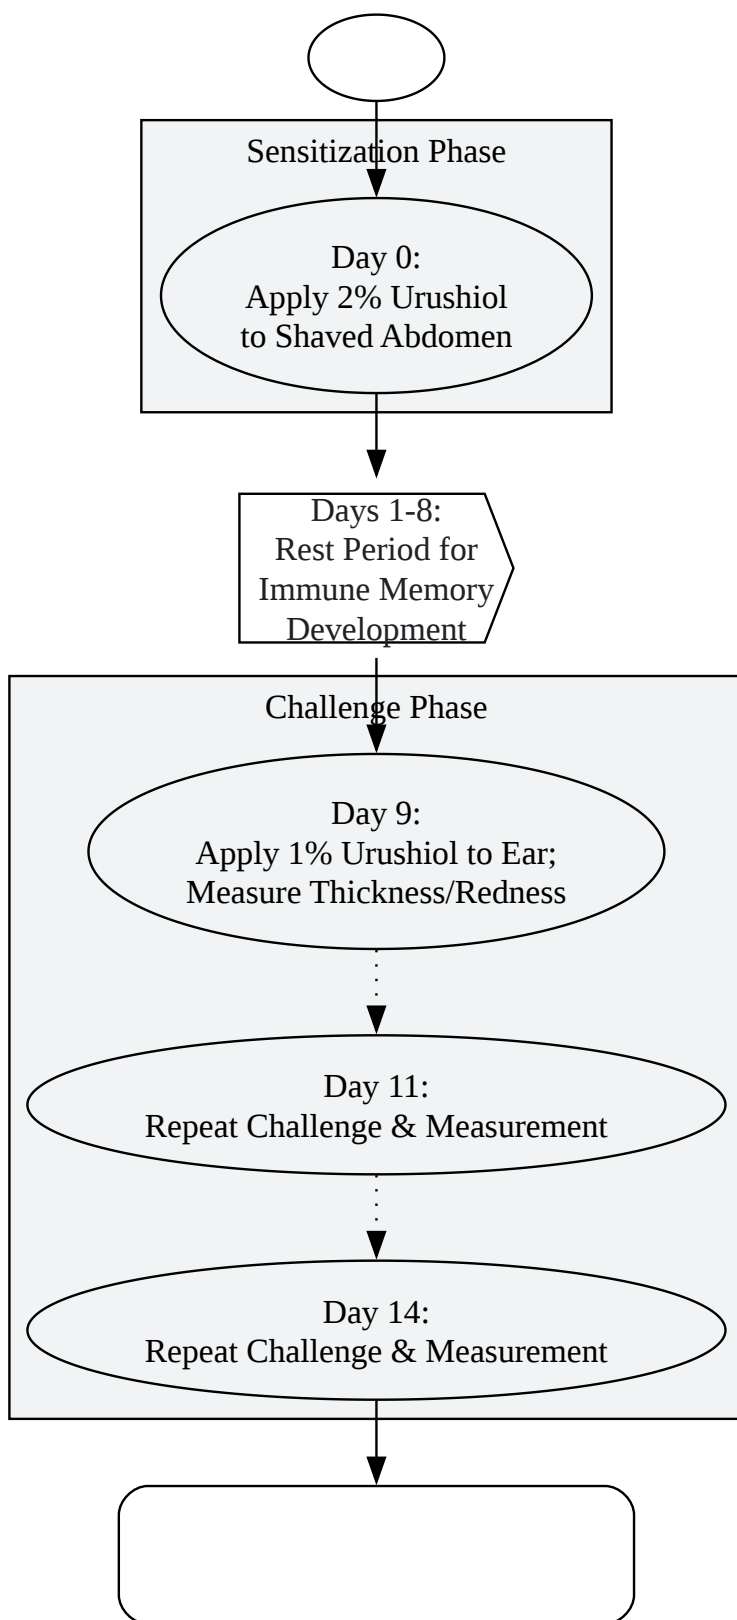 Sensitization Phase
Day 0:
Apply 2% Urushiol
to Shaved Abdomen
Days 1-8:
Rest Period for
Immune Memory
Development
Challenge Phase
Day 9:
Apply 1% Urushiol to Ear;
Measure Thickness/Redness
Day 11:
Repeat Challenge & Measurement
Day 14:
Repeat Challenge & Measurement